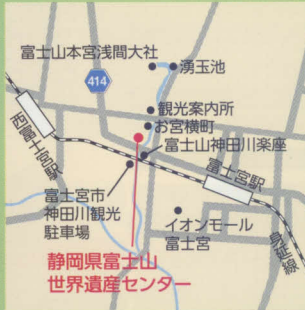 富士山本宮浅間大社
湧玉池
414
観光案内所
お宮横町
富士山神田川楽座
西富士宮駅
富士宮駅
富士宮市
神田川観光
駐車場
イオンモール
富士宮
身延線
静岡県富士山
世界遺産センター